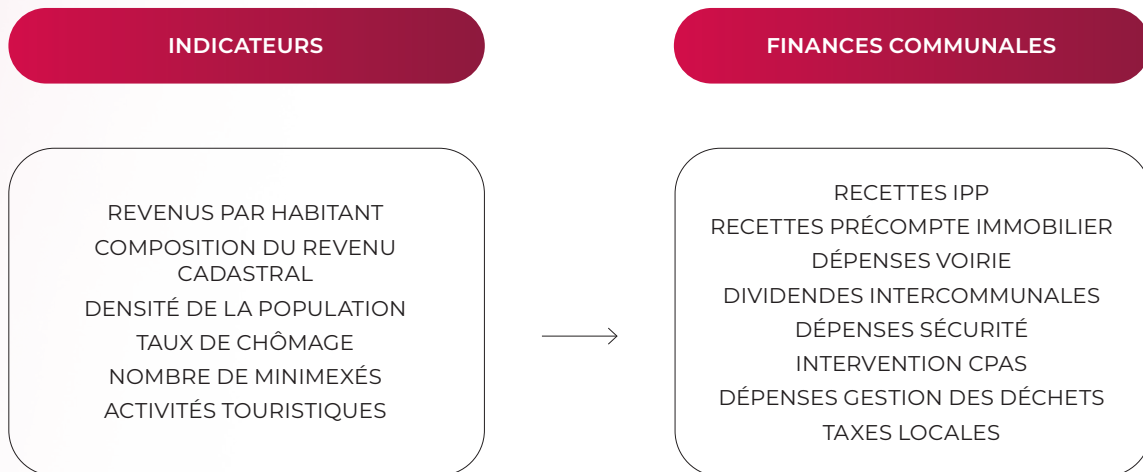 INDICATEURS
REVENUS PAR HABITANT
COMPOSITION DU REVENU
CADASTRAL
DENSITÉ DE LA POPULATION
TAUX DE CHÔMAGE
NOMBRE DE MINIMEXÉS
ACTIVITÉS TOURISTIQUES
FINANCES COMMUNALES
RECETTES IPP
RECETTES PRÉCOMPTE IMMOBILIER
DÉPENSES VOIRIE
DIVIDENDES INTERCOMMUNALES
DÉPENSES SÉCURITÉ
INTERVENTION CPAS
DÉPENSES GESTION DES DÉCHETS
TAXES LOCALES